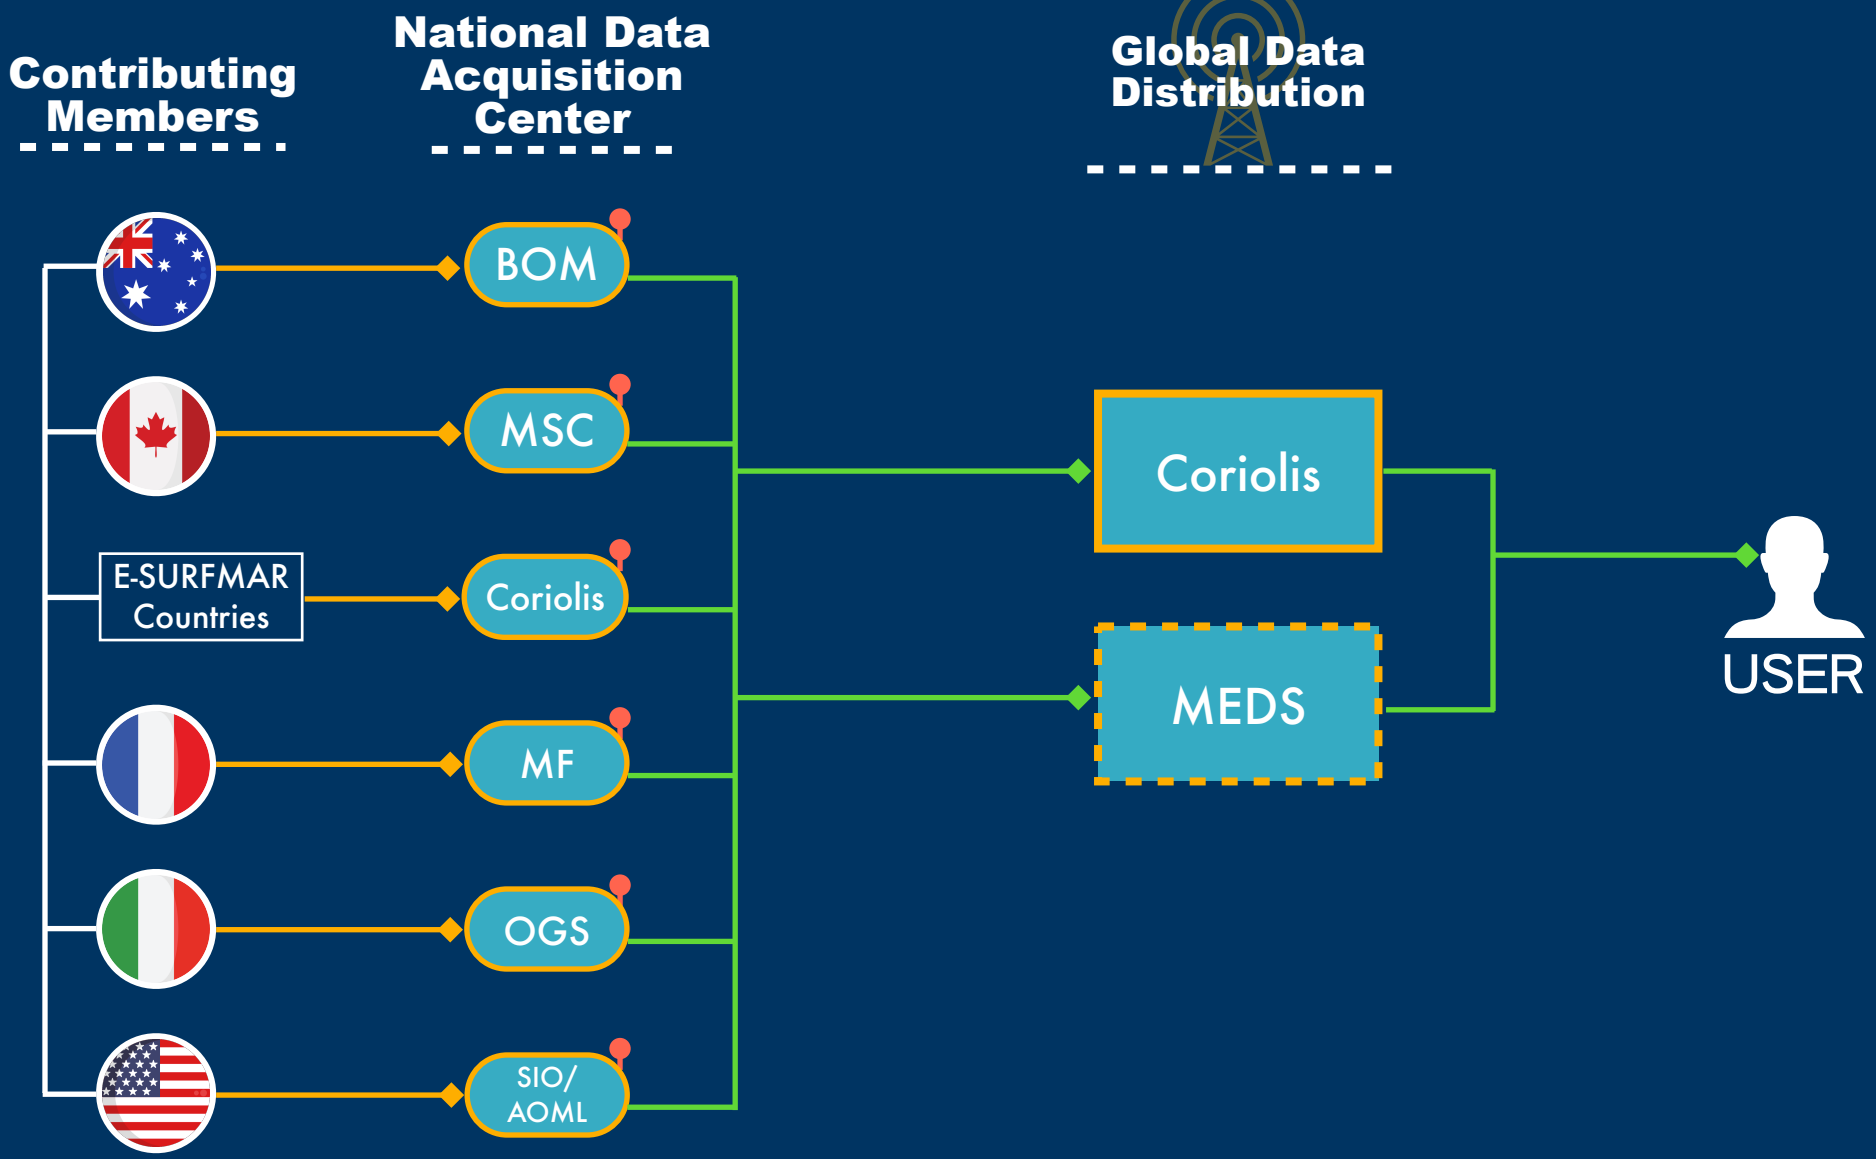 Contributing
Members
National Data
Acquisition
Center
Global Data
Distribution
BOM
MSC
E-SURFMAR
Countries
Coriolis
MF
OGS
SIO/
AOML
Coriolis
MEDS
USER